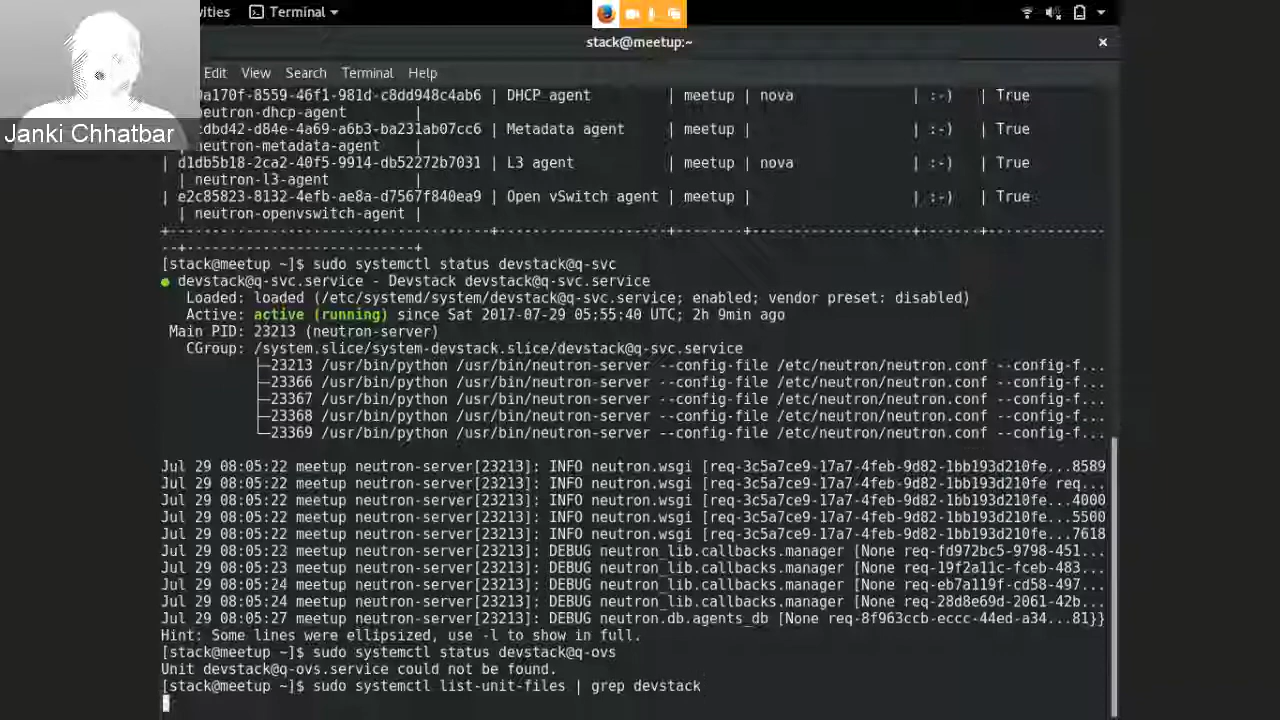 ivities Terminal
stack@meetup:~
Edit View Search Terminal Help
a170f-8559-46f1-981d-c8dd948c4ab6 | DHCP agent | meetup | nova | :-) | True
neutron-dhcp-agent |
Janki Chhatbar
dbd42-d84e-4a69-a6b3-ba231ab07cc6 | Metadata agent | meetup | | :-) | True
neutron-metadata-agent |
| d1db5b18-2ca2-40f5-9914-db52272b7031 | L3 agent | meetup | nova | :-) | True
| neutron-l3-agent |
| e2c85823-8132-4efb-ae8a-d7567f840ea9 | Open vSwitch agent | meetup | | :-) | True
| neutron-openvswitch-agent |
+--------------------------------------+--------------------+--------+-------------------+-------+--------------
--+---------------------------+
[stack@meetup ~]$ sudo systemctl status devstack@q-svc
● devstack@q-svc.service - Devstack devstack@q-svc.service
Loaded: loaded (/etc/systemd/system/devstack@q-svc.service; enabled; vendor preset: disabled)
Active: active (running) since Sat 2017-07-29 05:55:40 UTC; 2h 9min ago
Main PID: 23213 (neutron-server)
CGroup: /system.slice/system-devstack.slice/devstack@q-svc.service
├─23213 /usr/bin/python /usr/bin/neutron-server --config-file /etc/neutron/neutron.conf --config-f...
├─23366 /usr/bin/python /usr/bin/neutron-server --config-file /etc/neutron/neutron.conf --config-f...
├─23367 /usr/bin/python /usr/bin/neutron-server --config-file /etc/neutron/neutron.conf --config-f...
├─23368 /usr/bin/python /usr/bin/neutron-server --config-file /etc/neutron/neutron.conf --config-f...
└─23369 /usr/bin/python /usr/bin/neutron-server --config-file /etc/neutron/neutron.conf --config-f...
Jul 29 08:05:22 meetup neutron-server[23213]: INFO neutron.wsgi [req-3c5a7ce9-17a7-4feb-9d82-1bb193d210fe...8589
Jul 29 08:05:22 meetup neutron-server[23213]: INFO neutron.wsgi [req-3c5a7ce9-17a7-4feb-9d82-1bb193d210fe req...
Jul 29 08:05:22 meetup neutron-server[23213]: INFO neutron.wsgi [req-3c5a7ce9-17a7-4feb-9d82-1bb193d210fe...4000
Jul 29 08:05:22 meetup neutron-server[23213]: INFO neutron.wsgi [req-3c5a7ce9-17a7-4feb-9d82-1bb193d210fe...5500
Jul 29 08:05:22 meetup neutron-server[23213]: INFO neutron.wsgi [req-3c5a7ce9-17a7-4feb-9d82-1bb193d210fe...7618
Jul 29 08:05:22 meetup neutron-server[23213]: DEBUG neutron_lib.callbacks.manager [None req-fd972bc5-9798-451...
Jul 29 08:05:23 meetup neutron-server[23213]: DEBUG neutron_lib.callbacks.manager [None req-19f2a11c-fceb-483...
Jul 29 08:05:24 meetup neutron-server[23213]: DEBUG neutron_lib.callbacks.manager [None req-eb7a119f-cd58-497...
Jul 29 08:05:24 meetup neutron-server[23213]: DEBUG neutron_lib.callbacks.manager [None req-28d8e69d-2061-42b...
Jul 29 08:05:27 meetup neutron-server[23213]: DEBUG neutron.db.agents_db [None req-8f963ccb-eccc-44ed-a34...81}}
Hint: Some lines were ellipsized, use -l to show in full.
[stack@meetup ~]$ sudo systemctl status devstack@q-ovs
Unit devstack@q-ovs.service could not be found.
[stack@meetup ~]$ sudo systemctl list-unit-files | grep devstack